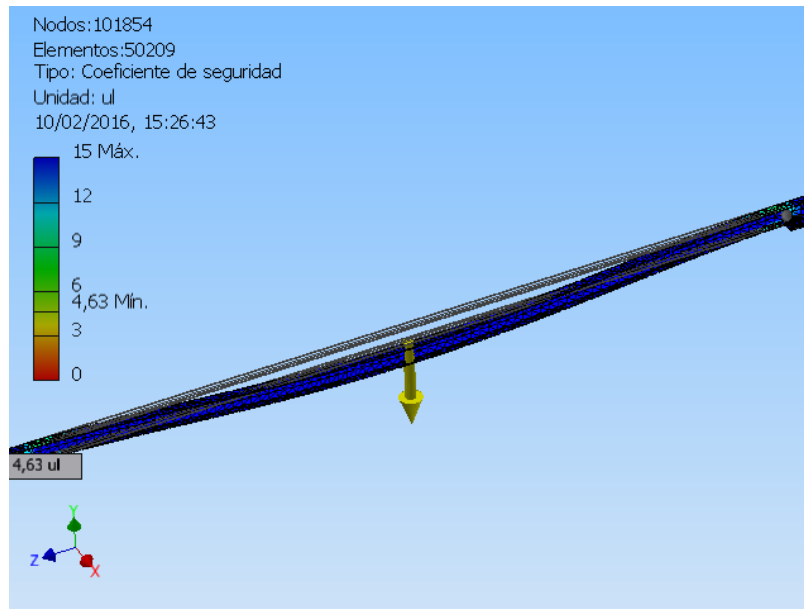 Nodos:101854
Elementos:50209
Tipo: Coeficiente de seguridad
Unidad: ul
10/02/2016, 15:26:43
15 Máx.
12
9
6
4,63 Mín.
3
0
4,63 ul
Y
Z
X